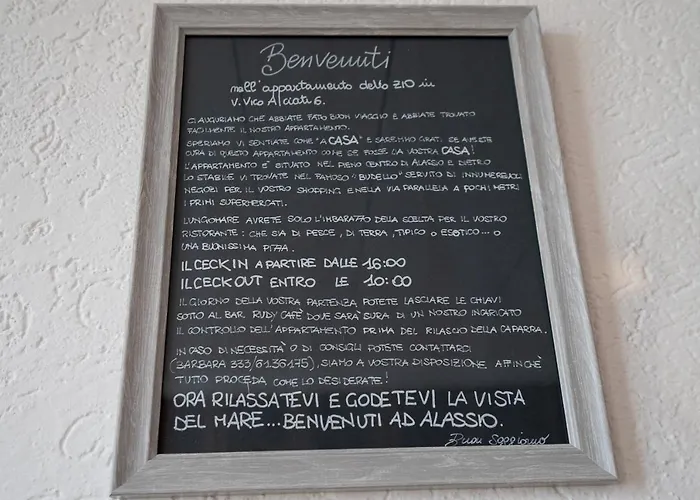 Benvenuti
nell'appartamento dello ZIO in
V. Vico Alciati 6.
CI AUGURIAMO CHE ABBIATE FATO BUON VIAGGIO E ABBIATE TROVATO
FACILMENTE IL NOSTRO APPARTAMENTO.
SPERIAMO VI SENTIATE COME "A CASA" E SAREMMO GRATI SE AVESTE
CURA DI QUESTO APPARTAMENTO COME SE FOSSE LA VOSTRA CASA!
L'APPARTAMENTO E' SITUATO NEL PIENO CENTRO DI ALASSIO E DIETRO
LO STABILE VI TROVATE NEL FAMOSO "BUDELLO" SERVITO DI INNUMEREVOLI
NEGOZI PER IL VOSTRO SHOPPING E NELLA VIA PARALLELA A POCHI METRI
I PRIMI SUPERMERCATI.
LUNGOMARE AVRETE SOLO L'IMBARAZZO DELLA SCELTA PER IL VOSTRO
RISTORANTE: CHE SIA DI PESCE, DI TERRA, TIPICO O ESOTICO... O
UNA BUONISSIMA PIZZA.
IL CECK IN A PARTIRE DALLE 16:00
IL CECK OUT ENTRO LE 10:00
IL GIORNO DELLA VOSTRA PARTENZA POTETE LASCIARE LE CHIAVI
SOTTO AL BAR. RUDY CAFÈ DOVE SARA' SURA DI UN NOSTRO INCARICATO
IL CONTROLLO DELL'APPARTAMENTO PRIMA DEL RILASCIO DELLA CAPARRA.
IN CASO DI NECESSITÀ O DI CONSIGLI POTETE CONTATTARCI
(BARBARA 333/6136175), SIAMO A VOSTRA DISPOSIZIONE AFFINCHÈ
TUTTO PROCEDA COME LO DESIDERATE!
ORA RILASSATEVI E GODETEVI LA VISTA
DEL MARE... BENVENUTI AD ALASSIO.
Buon Soggiorno